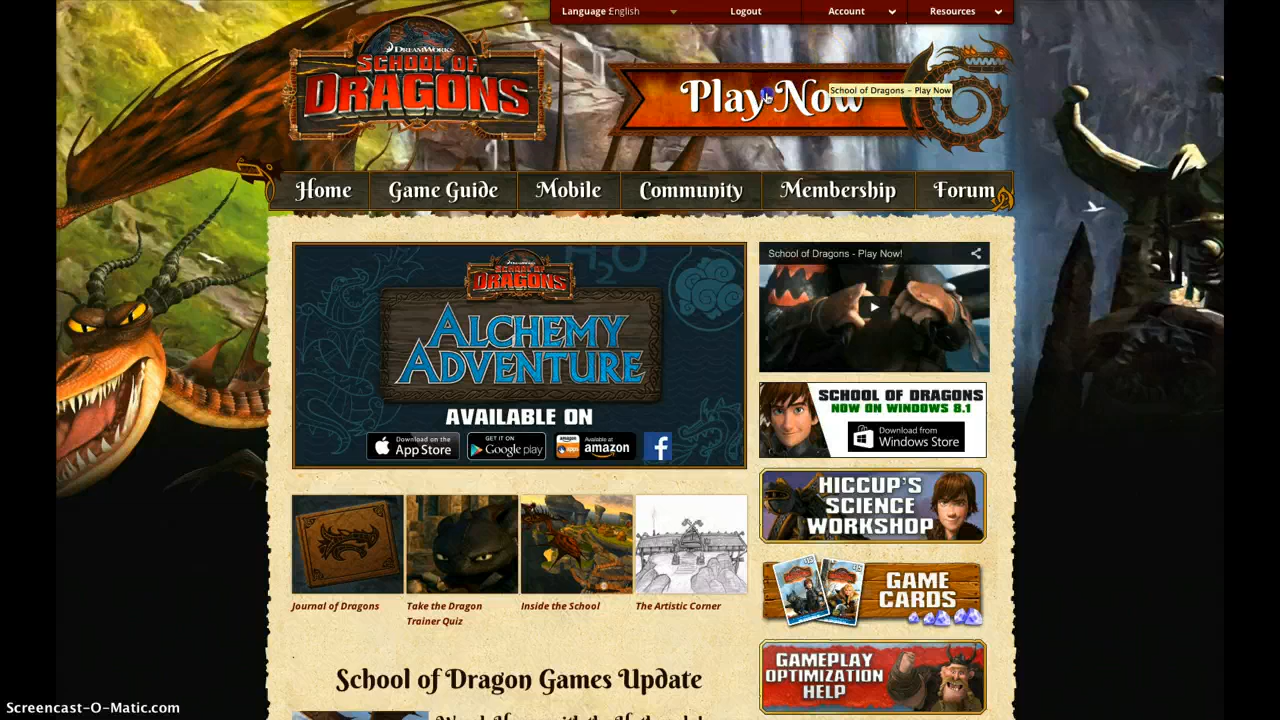 Language : English
Logout
Account
Resources
DREAMWORKS
SCHOOL OF
DRAGONS
Play Now
School of Dragons - Play Now
Home
Game Guide
Mobile
Community
Membership
Forum
H2O
SCHOOL OF
DRAGONS
ALCHEMY
ADVENTURE
AVAILABLE ON
Download on the
App Store
GET IT ON
Google play
amazon
apps
Available at
amazon
f
School of Dragons - Play Now!
SCHOOL OF DRAGONS
NOW ON WINDOWS 8.1
Download from
Windows Store
HICCUP'S
SCIENCE
WORKSHOP
GAME
CARDS
GAMEPLAY
OPTIMIZATION
HELP
Journal of Dragons
Take the Dragon
Trainer Quiz
Inside the School
The Artistic Corner
School of Dragon Games Update
Screencast-O-Matic.com